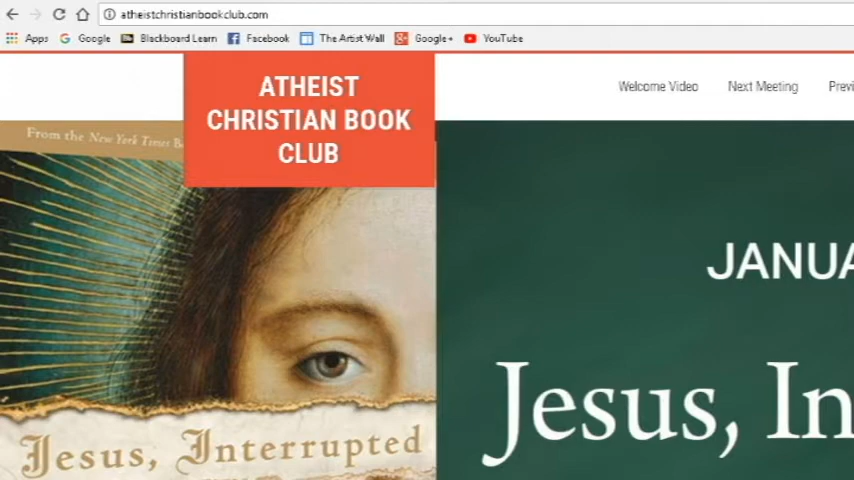 atheistchristianbookclub.com
Apps Google Blackboard Learn Facebook The Artist Wall Google+ YouTube
ATHEIST
CHRISTIAN BOOK
CLUB
Welcome Video Next Meeting Previ
From the New York Times B
JANUA
Jesus, In
Jesus, Interrupted